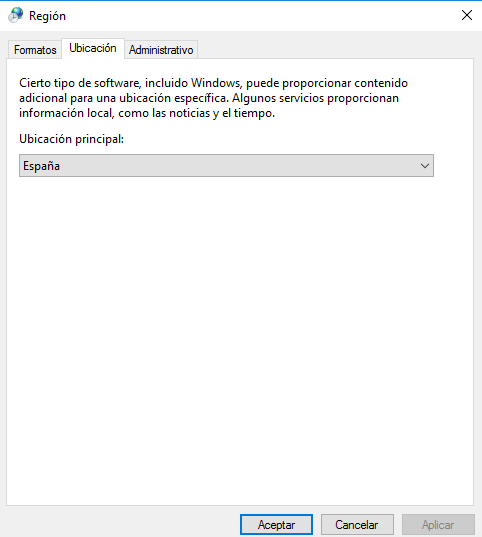 Región
Formatos Ubicación Administrativo
Cierto tipo de software, incluido Windows, puede proporcionar contenido
adicional para una ubicación específica. Algunos servicios proporcionan
información local, como las noticias y el tiempo.
Ubicación principal:
España
Aceptar Cancelar Aplicar